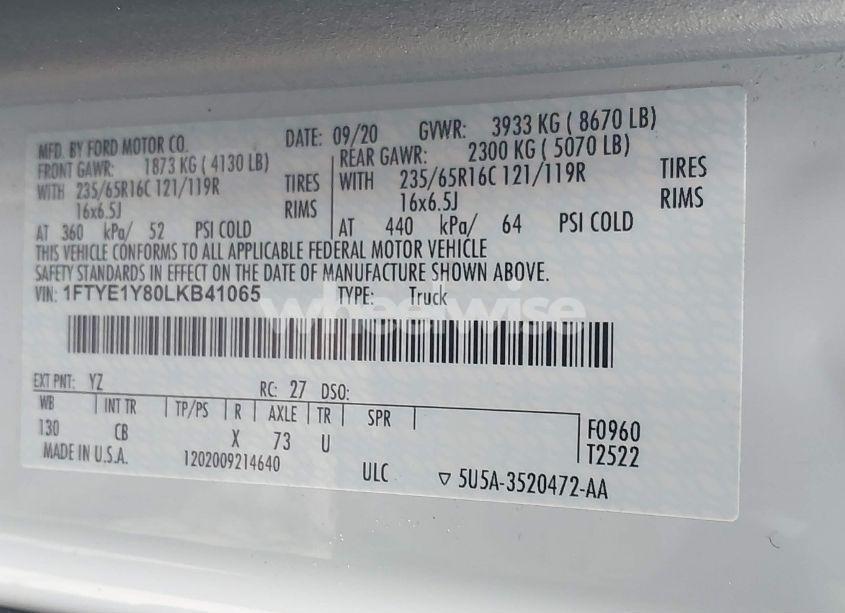 MFD. BY FORD MOTOR CO. DATE: 09/20 GVWR: 3933 KG ( 8670 LB)
FRONT GAWR: 1873 KG ( 4130 LB) REAR GAWR: 2300 KG ( 5070 LB)
WITH 235/65R16C 121/119R TIRES WITH 235/65R16C 121/119R TIRES
16x6.5J RIMS 16x6.5J RIMS
AT 360 kPa/ 52 PSI COLD AT 440 kPa/ 64 PSI COLD
THIS VEHICLE CONFORMS TO ALL APPLICABLE FEDERAL MOTOR VEHICLE
SAFETY STANDARDS IN EFFECT ON THE DATE OF MANUFACTURE SHOWN ABOVE.
VIN: 1FTYE1Y80LKB41065 TYPE: Truck
wheelwise
EXT PNT: YZ RC: 27 DSO:
WB INT TR TP/PS R AXLE TR SPR
130 CB X 73 U F0960
T2522
MADE IN U.S.A. 1202009214640 ULC ▽ 5U5A-3520472-AA